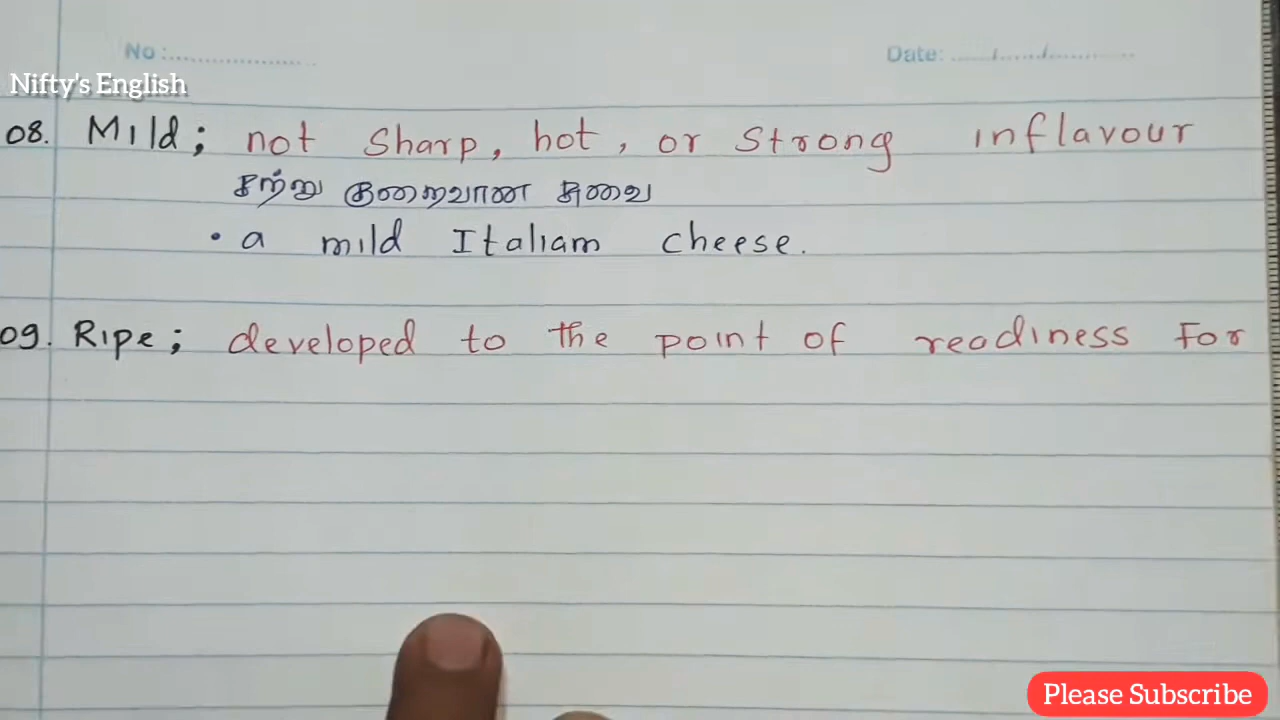 No :
Date:
Nifty's English
08. Mild; not sharp, hot, or strong inflavour
சற்று குறைவான சுவை
• a mild Italiam cheese.
09. Ripe; developed to the point of readiness for
Please Subscribe